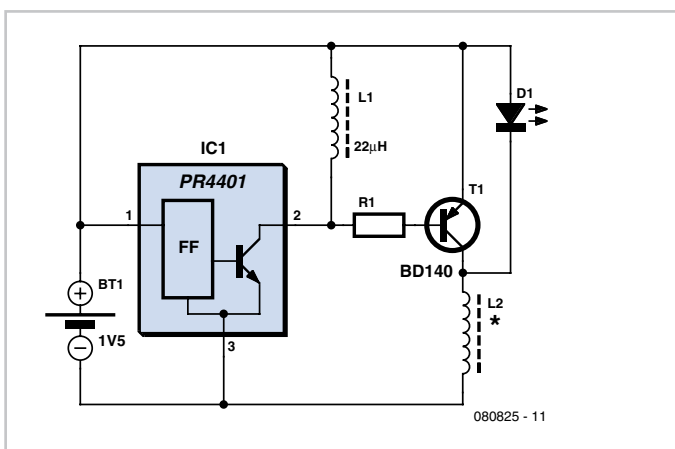 L1
22µH
D1
IC1
PR4401
1
2
R1
T1
FF
BD140
BT1
1V5
3
L2
*
080825 - 11